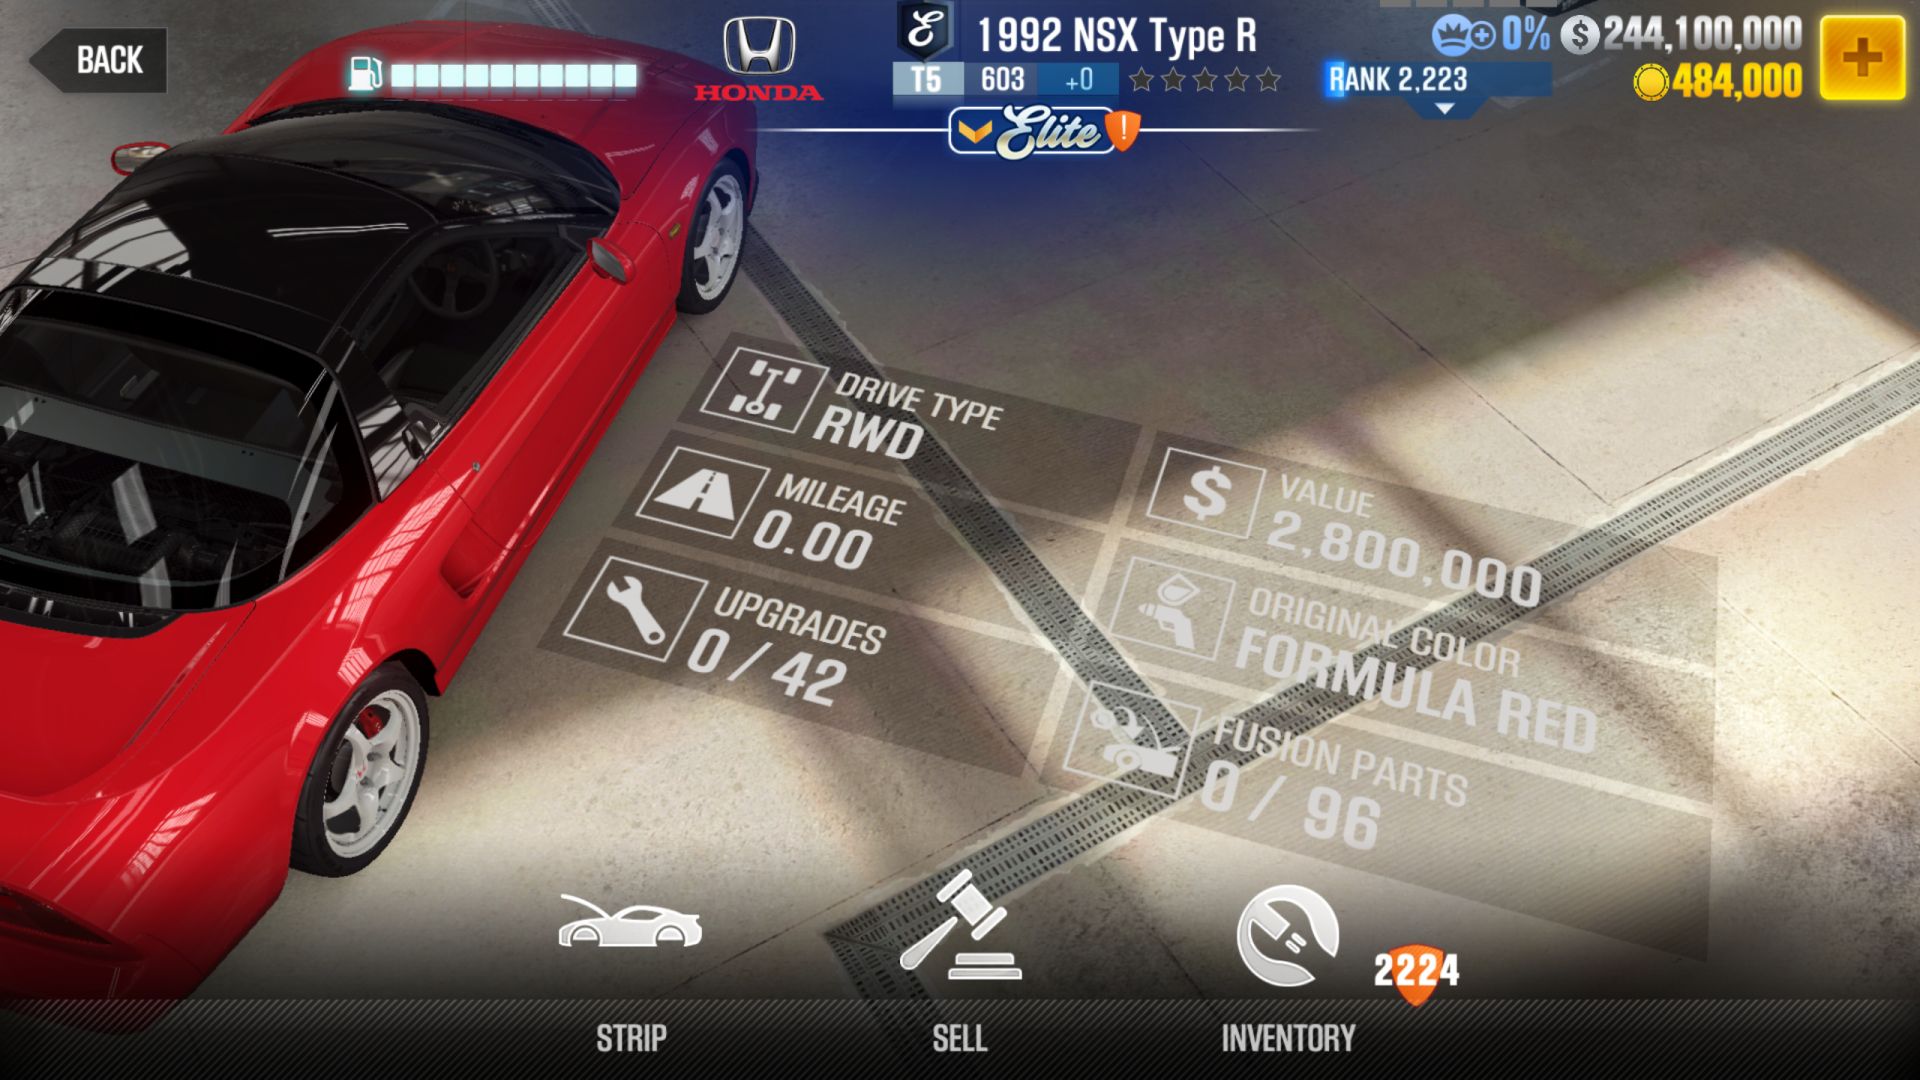 BACK
HONDA
E 1992 NSX Type R
T5 603 +0
Elite !
0% $ 244,100,000
RANK 2,223
484,000
+
DRIVE TYPE
RWD
MILEAGE
0.00
UPGRADES
0 / 42
$ VALUE
2,800,000
ORIGINAL COLOR
FORMULA RED
FUSION PARTS
0 / 96
2224
STRIP
SELL
INVENTORY